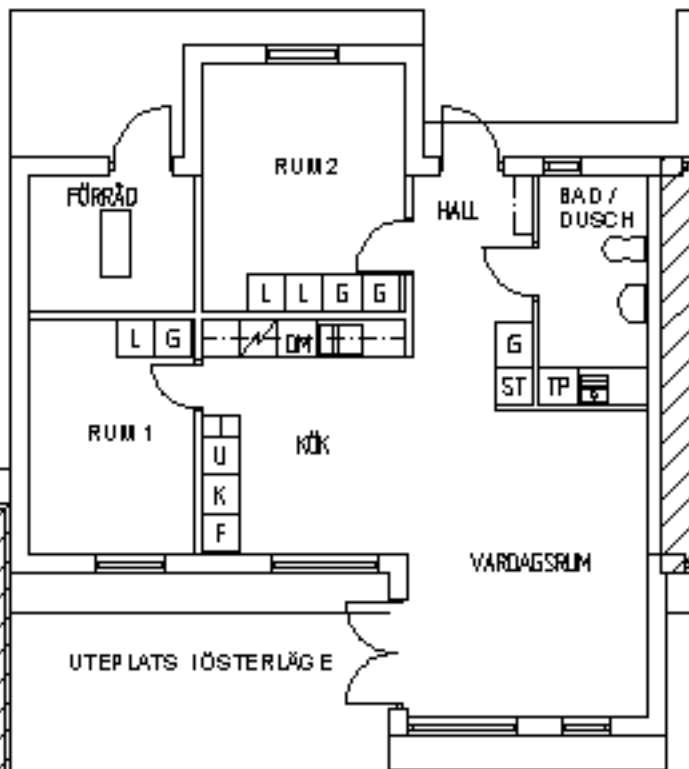 RUM 2
FÖRRÅD
HALL
BAD /
DUSCH
L L G G
L G
DM
G
ST TP
RUM 1
KÖK
U
K
F
VARDAGSRUM
UTEPLATS I ÖSTERLÄGE